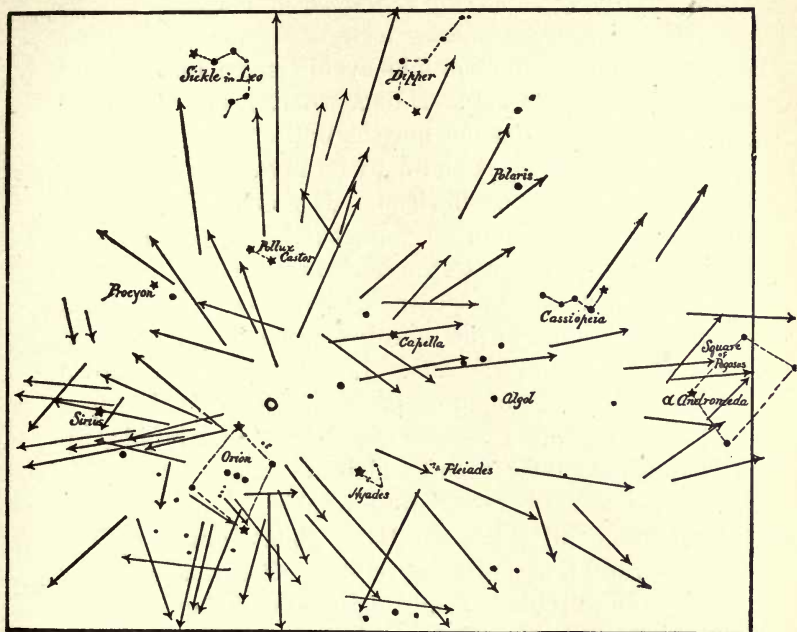 Sickle in Leo
Dipper
Polaris
Pollux
Castor
Procyon
Cassiopeia
Capella
Square
of
Pegasus
α Andromeda
Algol
Sirius
Orion
Hyades
Pleiades